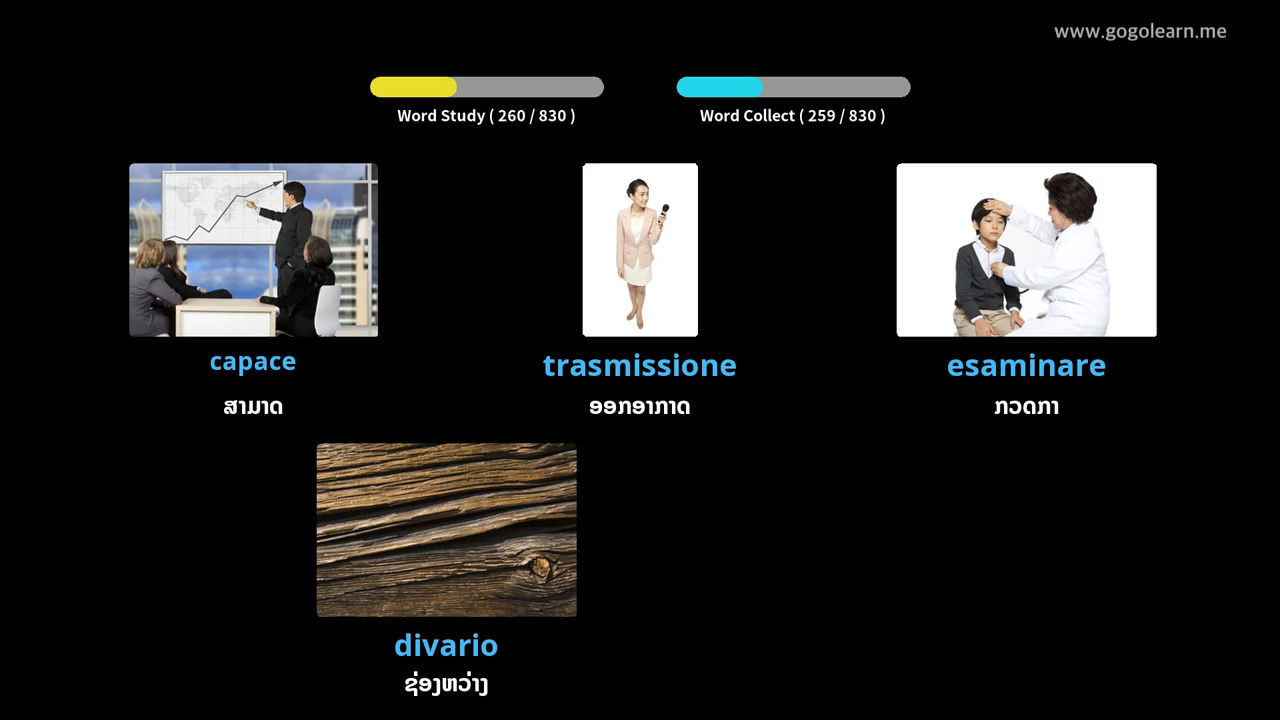 www.gogolearn.me
Word Study ( 260 / 830 )
Word Collect ( 259 / 830 )
capace
ສາມາດ
trasmissione
ອອກອາກາດ
esaminare
ກວດກາ
divario
ຊ່ອງຫວ່າງ